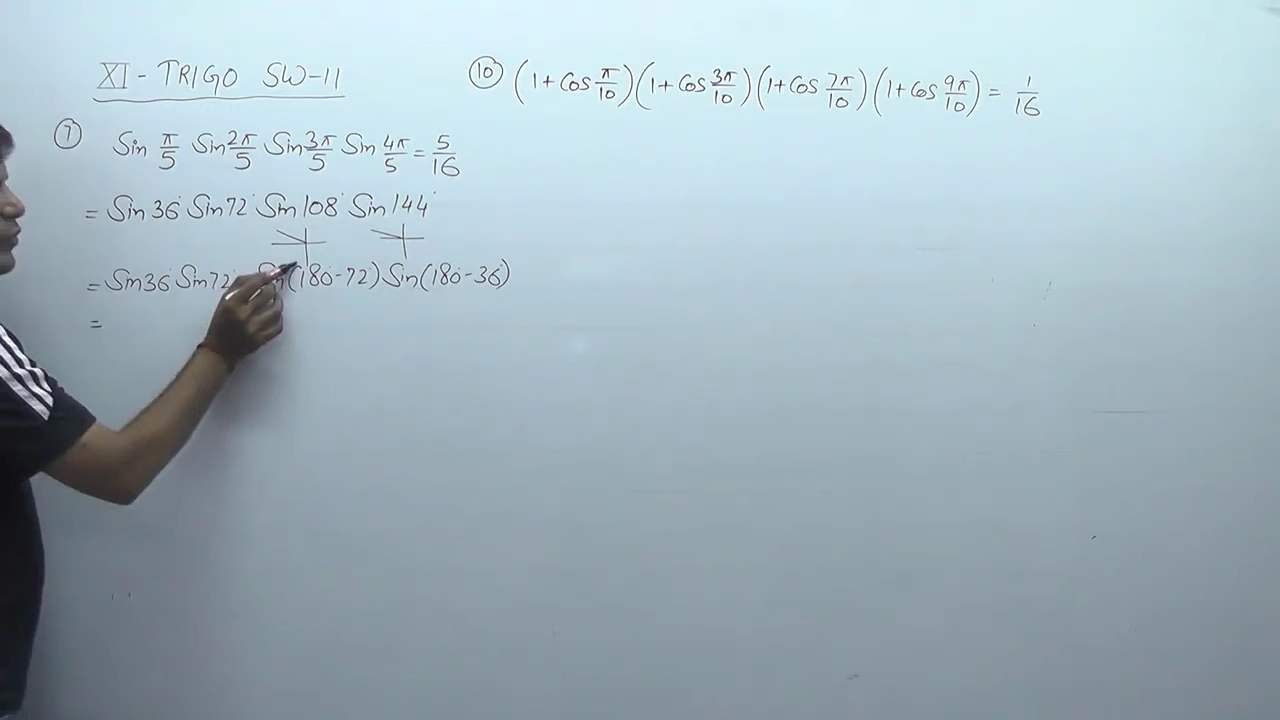 XI - TRIGO SW-11
⑦ Sin π/5 Sin 2π/5 Sin 3π/5 Sin 4π/5 = 5/16
= Sin 36° Sin 72° Sin 108° Sin 144°
= Sin 36° Sin 72° Sin(180°-72) Sin(180°-36°)
=
⑩ (1 + Cos π/10)(1 + Cos 3π/10)(1 + Cos 7π/10)(1 + Cos 9π/10) = 1/16